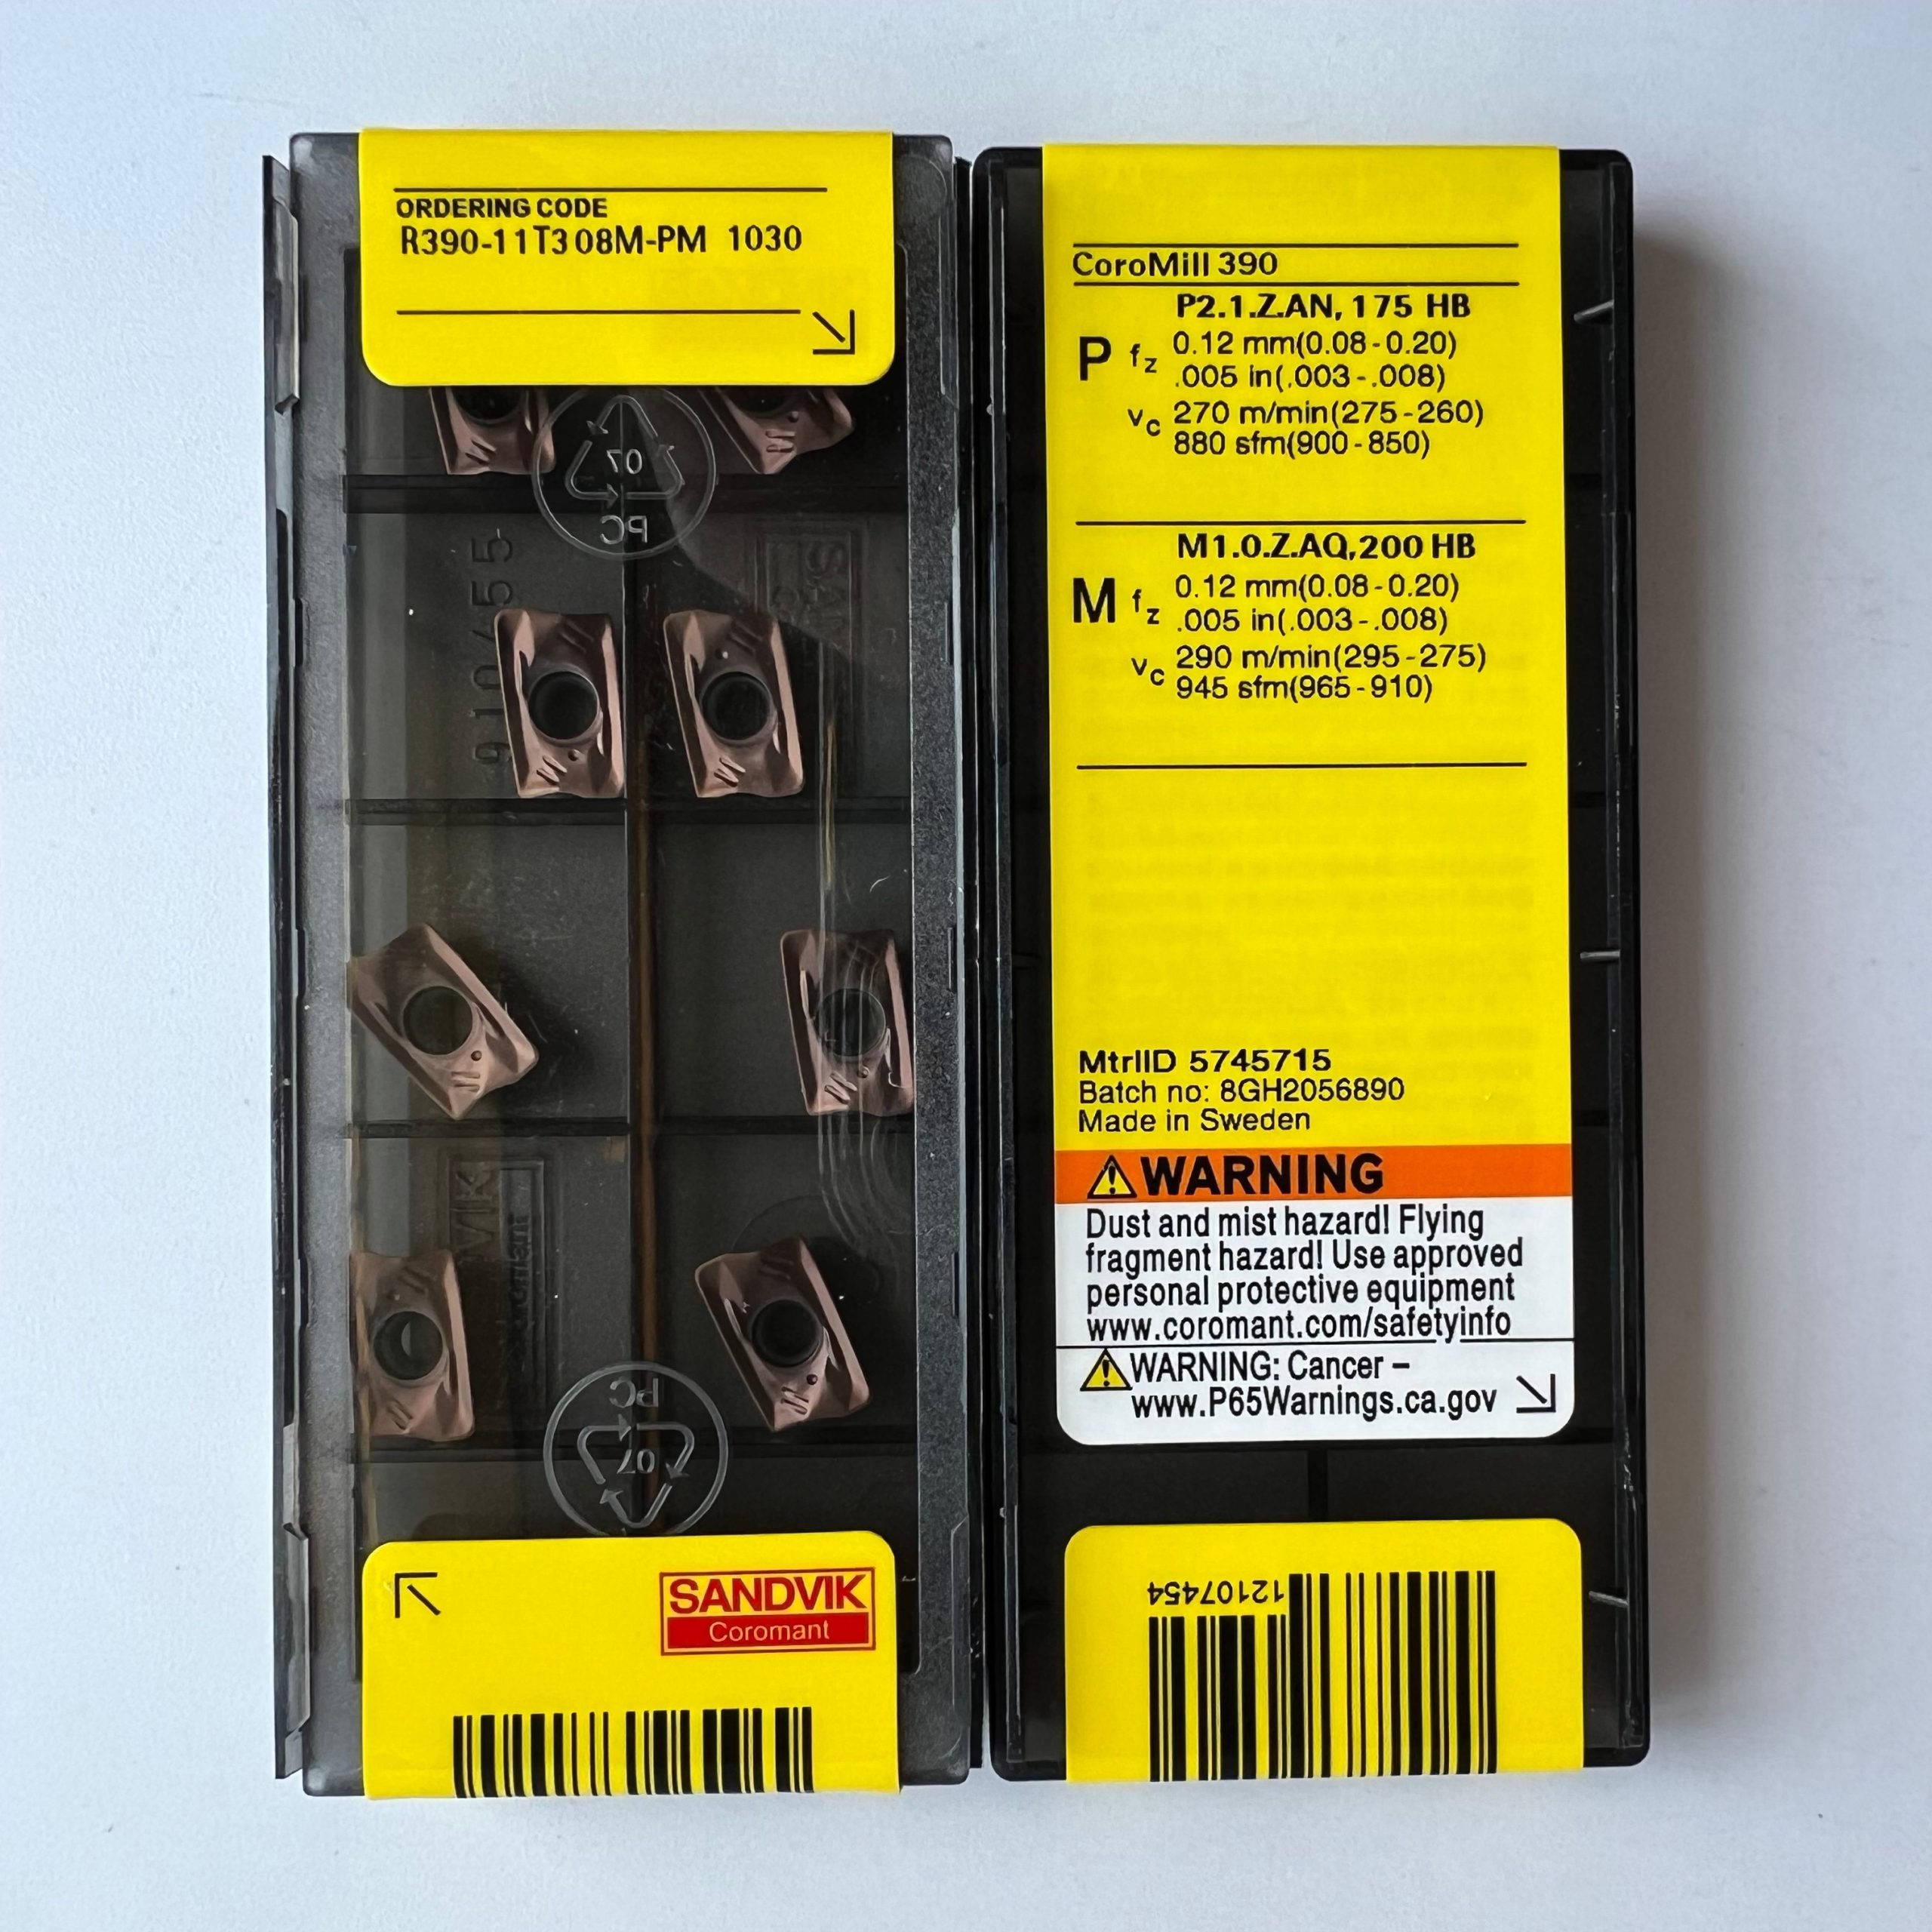 ORDERING CODE
R390-11T3 08M-PM 1030
07
PC
910655
PC
07
SANDVIK
Coromant
CoroMill 390
P2.1.Z.AN, 175 HB
P fz 0.12 mm(0.08-0.20)
.005 in(.003-.008)
vc 270 m/min(275-260)
880 sfm(900-850)
M1.0.Z.AQ,200 HB
M fz 0.12 mm(0.08-0.20)
.005 in(.003-.008)
vc 290 m/min(295-275)
945 sfm(965-910)
MtrlID 5745715
Batch no: 8GH2056890
Made in Sweden
WARNING
Dust and mist hazard! Flying
fragment hazard! Use approved
personal protective equipment
www.coromant.com/safetyinfo
WARNING: Cancer –
www.P65Warnings.ca.gov
12107454